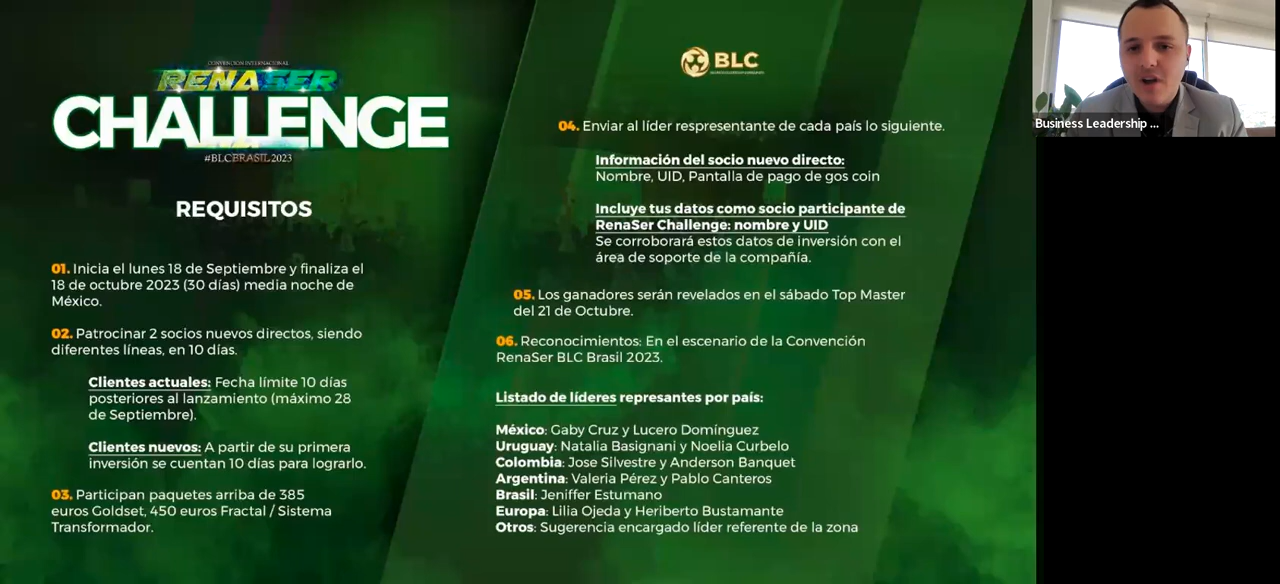 CONVENCIÓN INTERNACIONAL
RENASER
CHALLENGE
#BLCBRASIL2023
REQUISITOS
01. Inicia el lunes 18 de Septiembre y finaliza el
18 de octubre 2023 (30 días) media noche de
México.
02. Patrocinar 2 socios nuevos directos, siendo
diferentes líneas, en 10 días.
Clientes actuales: Fecha límite 10 días
posteriores al lanzamiento (máximo 28
de Septiembre).
Clientes nuevos: A partir de su primera
inversión se cuentan 10 días para lograrlo.
03. Participan paquetes arriba de 385
euros Goldset, 450 euros Fractal / Sistema
Transformador.
BLC
04. Enviar al líder respresentante de cada país lo siguiente.
Información del socio nuevo directo:
Nombre, UID, Pantalla de pago de gos coin
Incluye tus datos como socio participante de
RenaSer Challenge: nombre y UID
Se corroborará estos datos de inversión con el
área de soporte de la compañía.
05. Los ganadores serán revelados en el sábado Top Master
del 21 de Octubre.
06. Reconocimientos: En el escenario de la Convención
RenaSer BLC Brasil 2023.
Listado de líderes represantes por país:
México: Gaby Cruz y Lucero Domínguez
Uruguay: Natalia Basignani y Noelia Curbelo
Colombia: Jose Silvestre y Anderson Banquet
Argentina: Valeria Pérez y Pablo Canteros
Brasil: Jeniffer Estumano
Europa: Lilia Ojeda y Heriberto Bustamante
Otros: Sugerencia encargado líder referente de la zona
Business Leadership ...